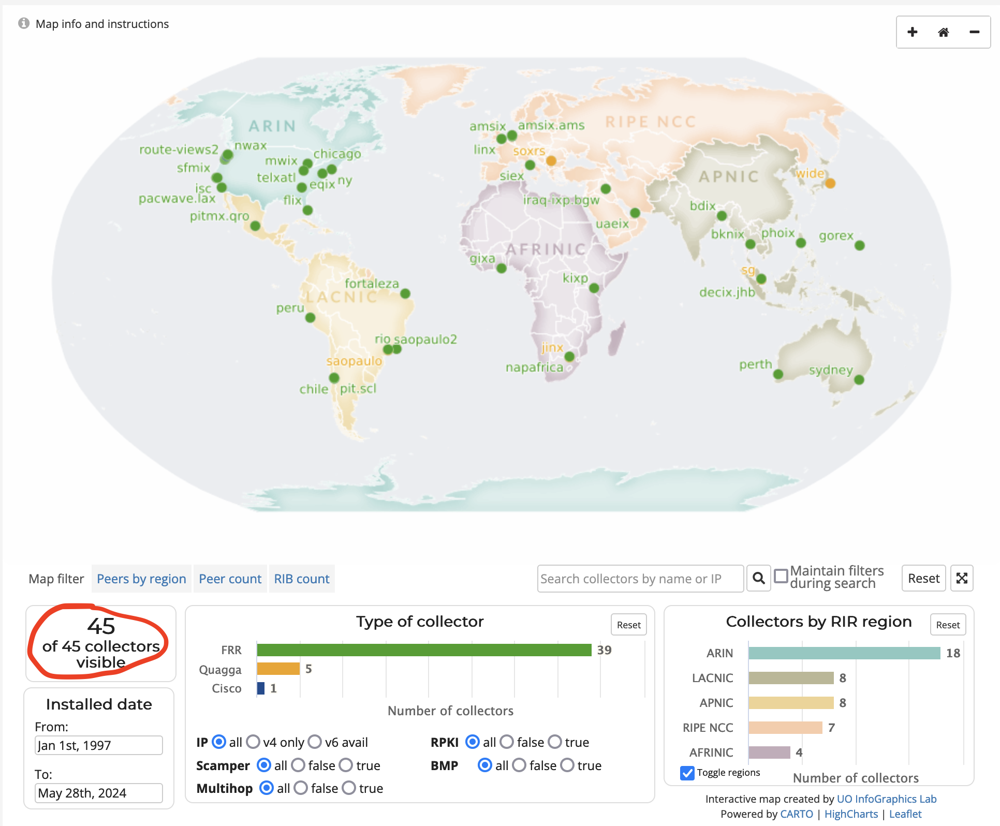 Map info and instructions
ARIN
RIPE NCC
amsix
amsix.ams
route-views2
nwax
linx
soxrs
mwix
chicago
sfmix
telxatl
eqix
ny
siex
APNIC
wide
isc
pacwave.lax
flix
iraq-ixp.bgw
bdix
pitmx.qro
uaeix
bknix
phoix
gorex
AFRINIC
gixa
sg
kixp
fortaleza
LACNIC
decix.jhb
peru
rio
saopaulo2
jinx
saopaulo
napafrica
perth
sydney
chile
pit.scl
Map filter
Peers by region
Peer count
RIB count
Search collectors by name or IP
Maintain filters
during search
Reset
45
of 45 collectors
visible
Installed date
From:
Jan 1st, 1997
To:
May 28th, 2024
Type of collector
Reset
FRR 39
Quagga 5
Cisco 1
Number of collectors
IP all v4 only v6 avail
RPKI all false true
Scamper all false true
BMP all false true
Multihop all false true
Collectors by RIR region
Reset
ARIN 18
LACNIC 8
APNIC 8
RIPE NCC 7
AFRINIC 4
Toggle regions
Number of collectors
Interactive map created by UO InfoGraphics Lab
Powered by CARTO | HighCharts | Leaflet